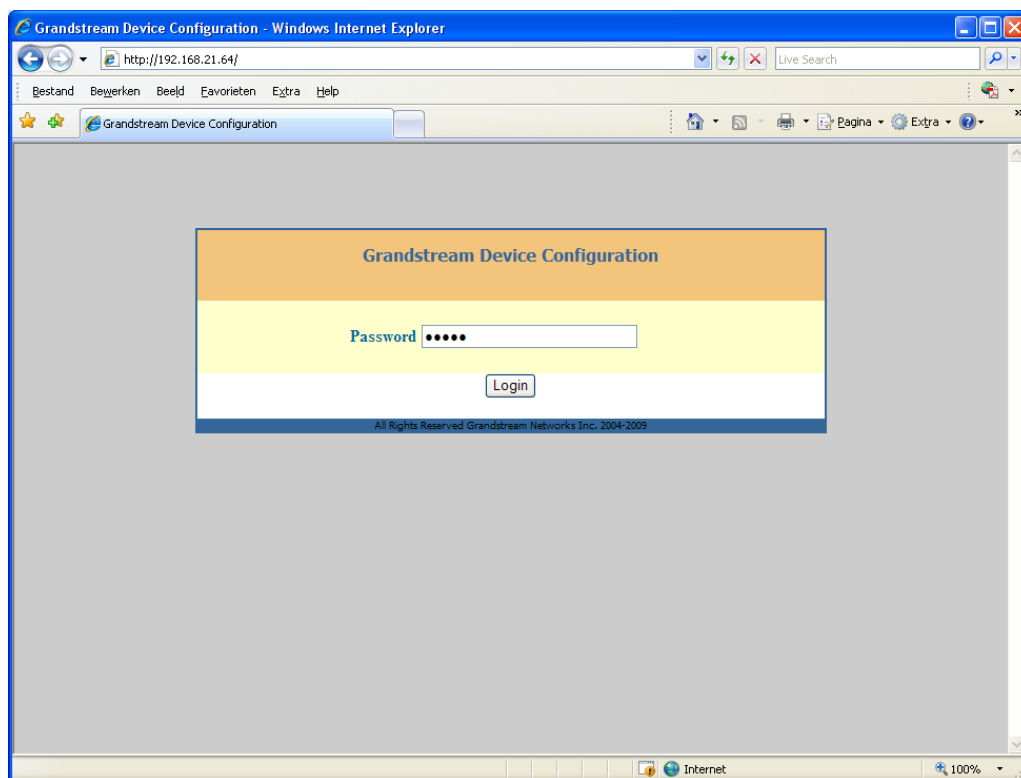 Grandstream Device Configuration - Windows Internet Explorer
http://192.168.21.64/
Live Search
Bestand Bewerken Beeld Favorieten Extra Help
Grandstream Device Configuration
Pagina Extra
Grandstream Device Configuration
Password •••••
Login
All Rights Reserved Grandstream Networks Inc. 2004-2009
Internet 100%